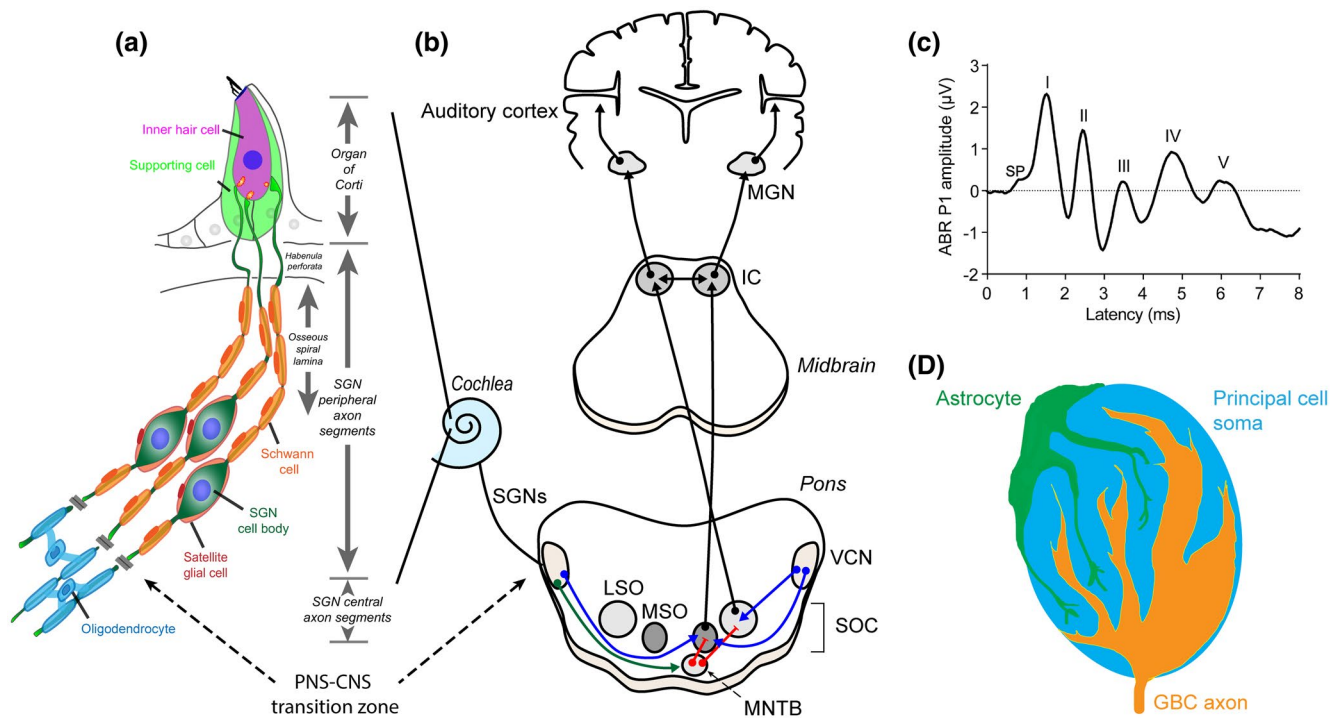 (a)
Inner hair cell
Supporting cell
Organ
of
Corti
Habenula
perforata
Osseous
spiral
lamina
SGN
peripheral
axon
segments
Schwann
cell
SGN
cell body
Satellite
glial cell
Oligodendrocyte
SGN central
axon segments
PNS-CNS
transition zone
(b)
Auditory cortex
MGN
IC
Midbrain
Cochlea
SGNs
Pons
VCN
LSO
MSO
SOC
MNTB
(c)
ABR P1 amplitude (µV)
3
2
1
0
-1
-2
SP
I
II
III
IV
V
0 1 2 3 4 5 6 7 8
Latency (ms)
(D)
Astrocyte
Principal cell
soma
GBC axon